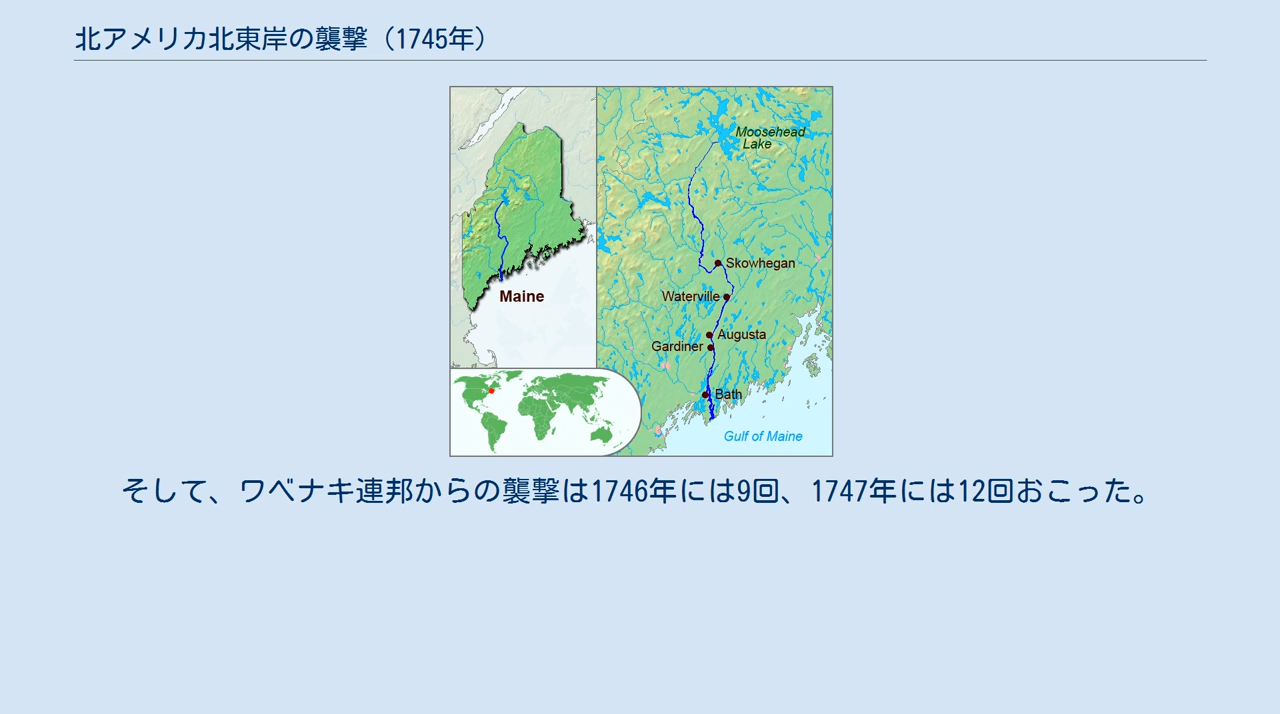 北アメリカ北東岸の襲撃（1745年）
Moosehead
Lake
Skowhegan
Waterville
Maine
Augusta
Gardiner
Bath
Gulf of Maine
そして、ワベナキ連邦からの襲撃は1746年には9回、1747年には12回おこった。